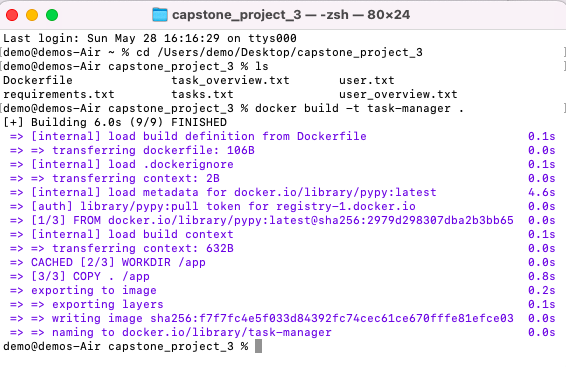 capstone_project_3 — -zsh — 80×24
Last login: Sun May 28 16:16:29 on ttys000
[demo@demos-Air ~ % cd /Users/demo/Desktop/capstone_project_3 ]
[demo@demos-Air capstone_project_3 % ls ]
Dockerfile task_overview.txt user.txt
requirements.txt tasks.txt user_overview.txt
[demo@demos-Air capstone_project_3 % docker build -t task-manager . ]
[+] Building 6.0s (9/9) FINISHED
=> [internal] load build definition from Dockerfile 0.1s
=> => transferring dockerfile: 106B 0.0s
=> [internal] load .dockerignore 0.1s
=> => transferring context: 2B 0.0s
=> [internal] load metadata for docker.io/library/pypy:latest 4.6s
=> [auth] library/pypy:pull token for registry-1.docker.io 0.0s
=> [1/3] FROM docker.io/library/pypy:latest@sha256:2979d298307dba2b3bb65 0.0s
=> [internal] load build context 0.1s
=> => transferring context: 632B 0.0s
=> CACHED [2/3] WORKDIR /app 0.0s
=> [3/3] COPY . /app 0.8s
=> exporting to image 0.2s
=> => exporting layers 0.1s
=> => writing image sha256:f7f7fc4e5f033d84392fc74cec61ce670fffe81efce03 0.0s
=> => naming to docker.io/library/task-manager 0.0s
demo@demos-Air capstone_project_3 %